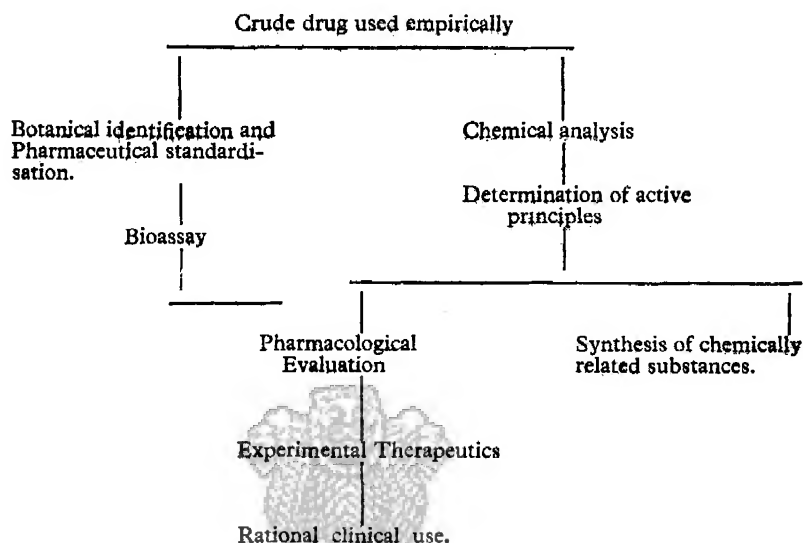 Crude drug used empirically
Botanical identification and
Pharmaceutical standardi-
sation.
Chemical analysis
Determination of active
principles
Bioassay
Pharmacological
Evaluation
Synthesis of chemically
related substances.
Experimental Therapeutics
Rational clinical use.